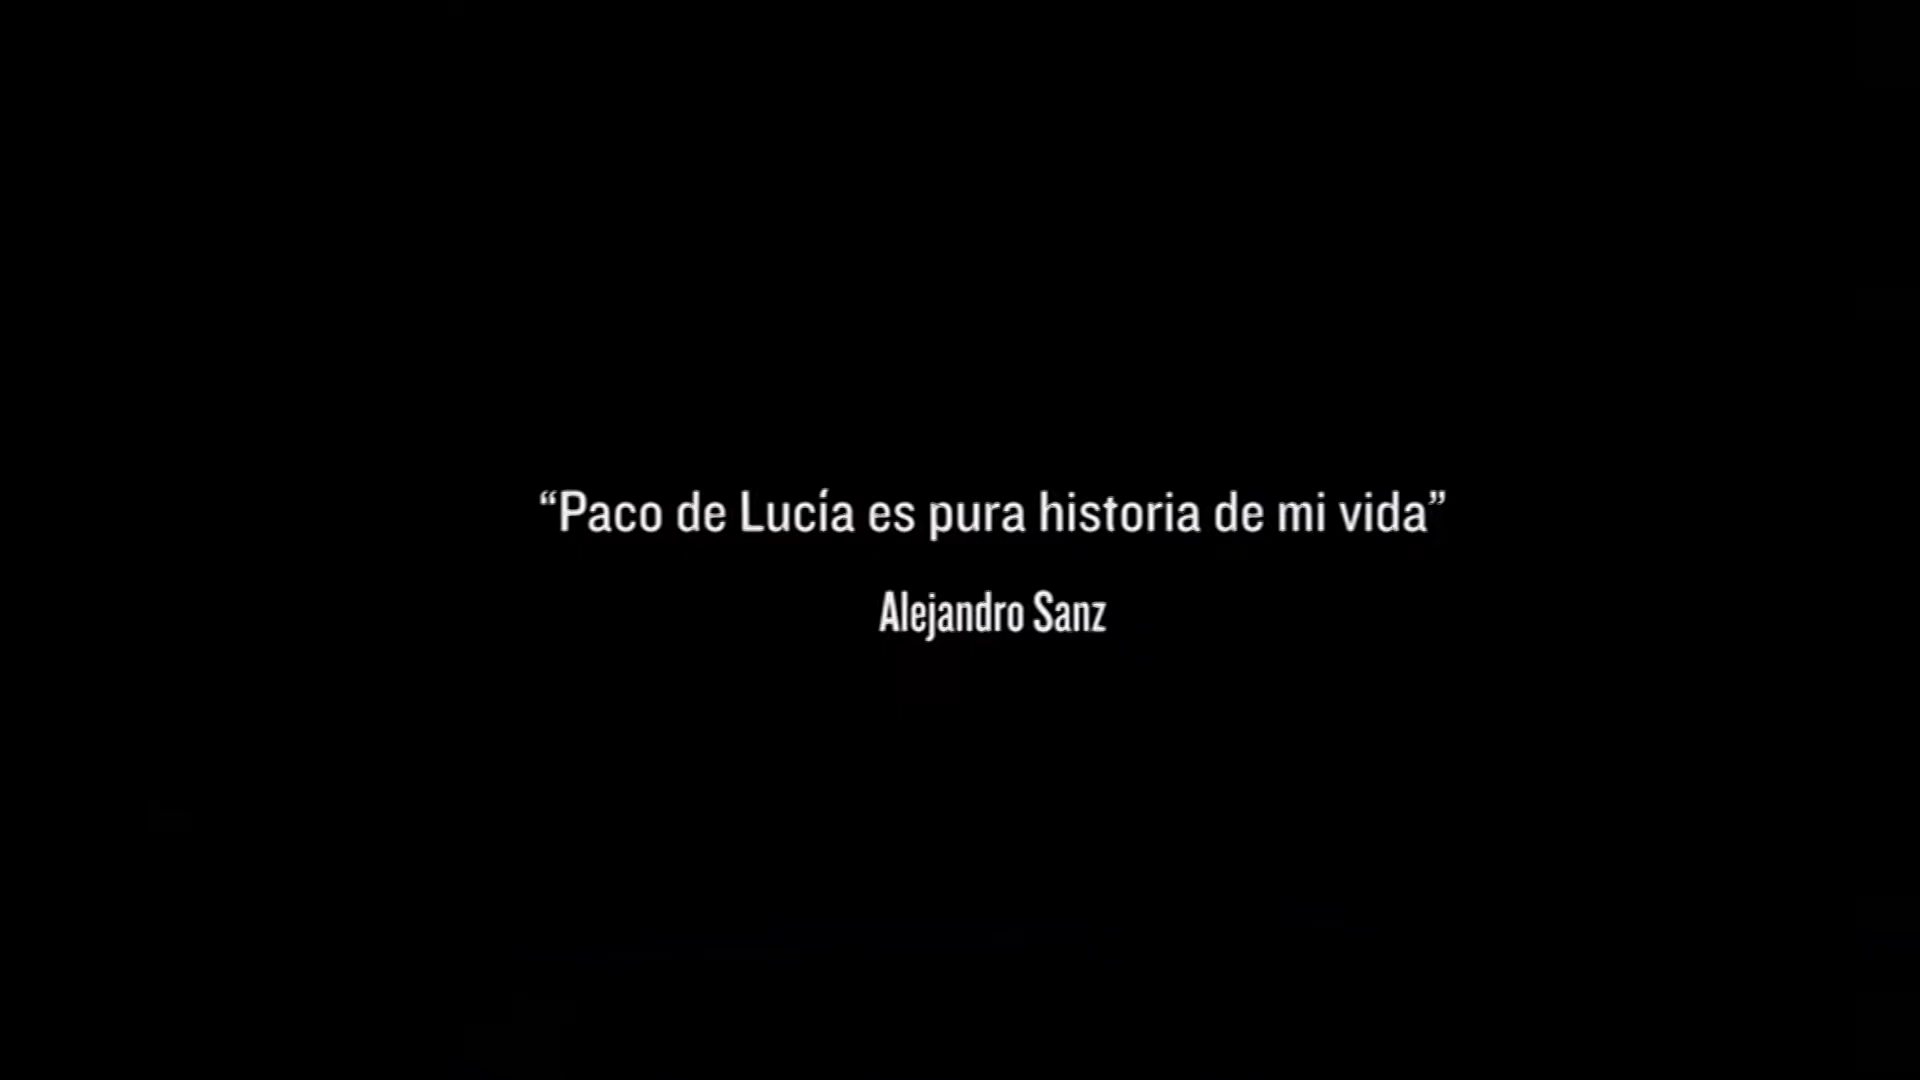 “Paco de Lucía es pura historia de mi vida”
Alejandro Sanz